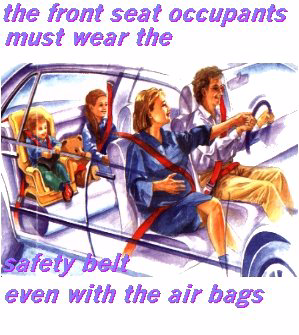 the front seat occupants
must wear the
safety belt
even with the air bags